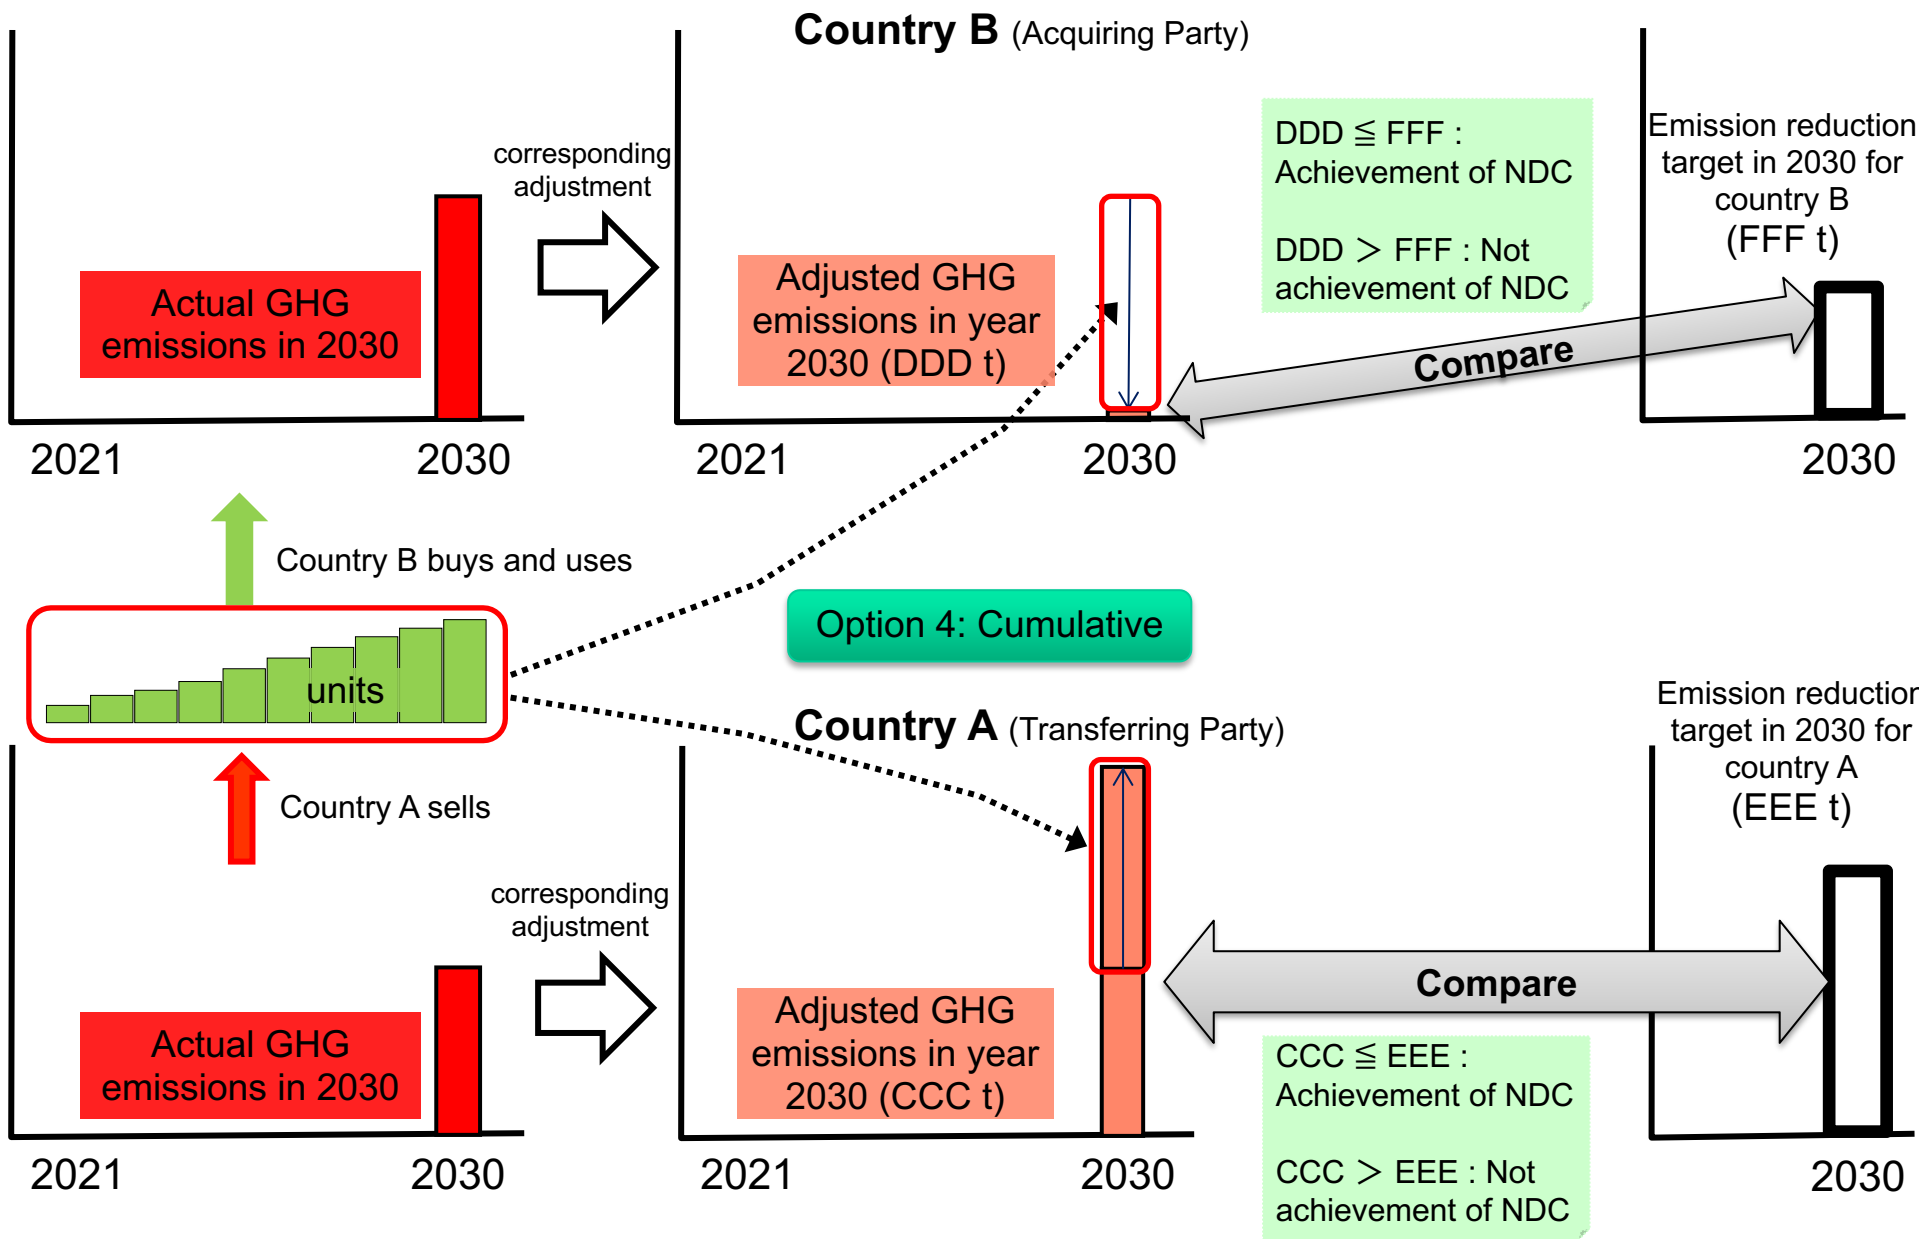 Country B (Acquiring Party)
corresponding
adjustment
Actual GHG
emissions in 2030
2021
2030
Adjusted GHG
emissions in year
2030 (DDD t)
2021
2030
DDD ≦ FFF :
Achievement of NDC
DDD ＞ FFF : Not
achievement of NDC
Compare
Emission reduction
target in 2030 for
country B
(FFF t)
2030
Country B buys and uses
units
Country A sells
Option 4: Cumulative
Country A (Transferring Party)
corresponding
adjustment
Actual GHG
emissions in 2030
2021
2030
Adjusted GHG
emissions in year
2030 (CCC t)
2021
2030
Compare
CCC ≦ EEE :
Achievement of NDC
CCC ＞ EEE : Not
achievement of NDC
Emission reduction
target in 2030 for
country A
(EEE t)
2030